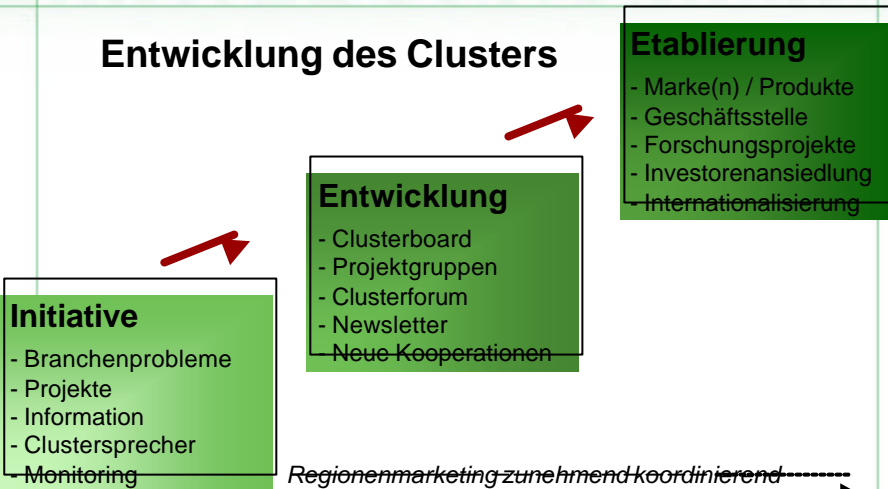 Entwicklung des Clusters
Initiative
- Branchenprobleme
- Projekte
- Information
- Clustersprecher
- Monitoring
Entwicklung
- Clusterboard
- Projektgruppen
- Clusterforum
- Newsletter
- Neue Kooperationen
Etablierung
- Marke(n) / Produkte
- Geschäftsstelle
- Forschungsprojekte
- Investorenansiedlung
- Internationalisierung
Regionenmarketing zunehmend koordinierend